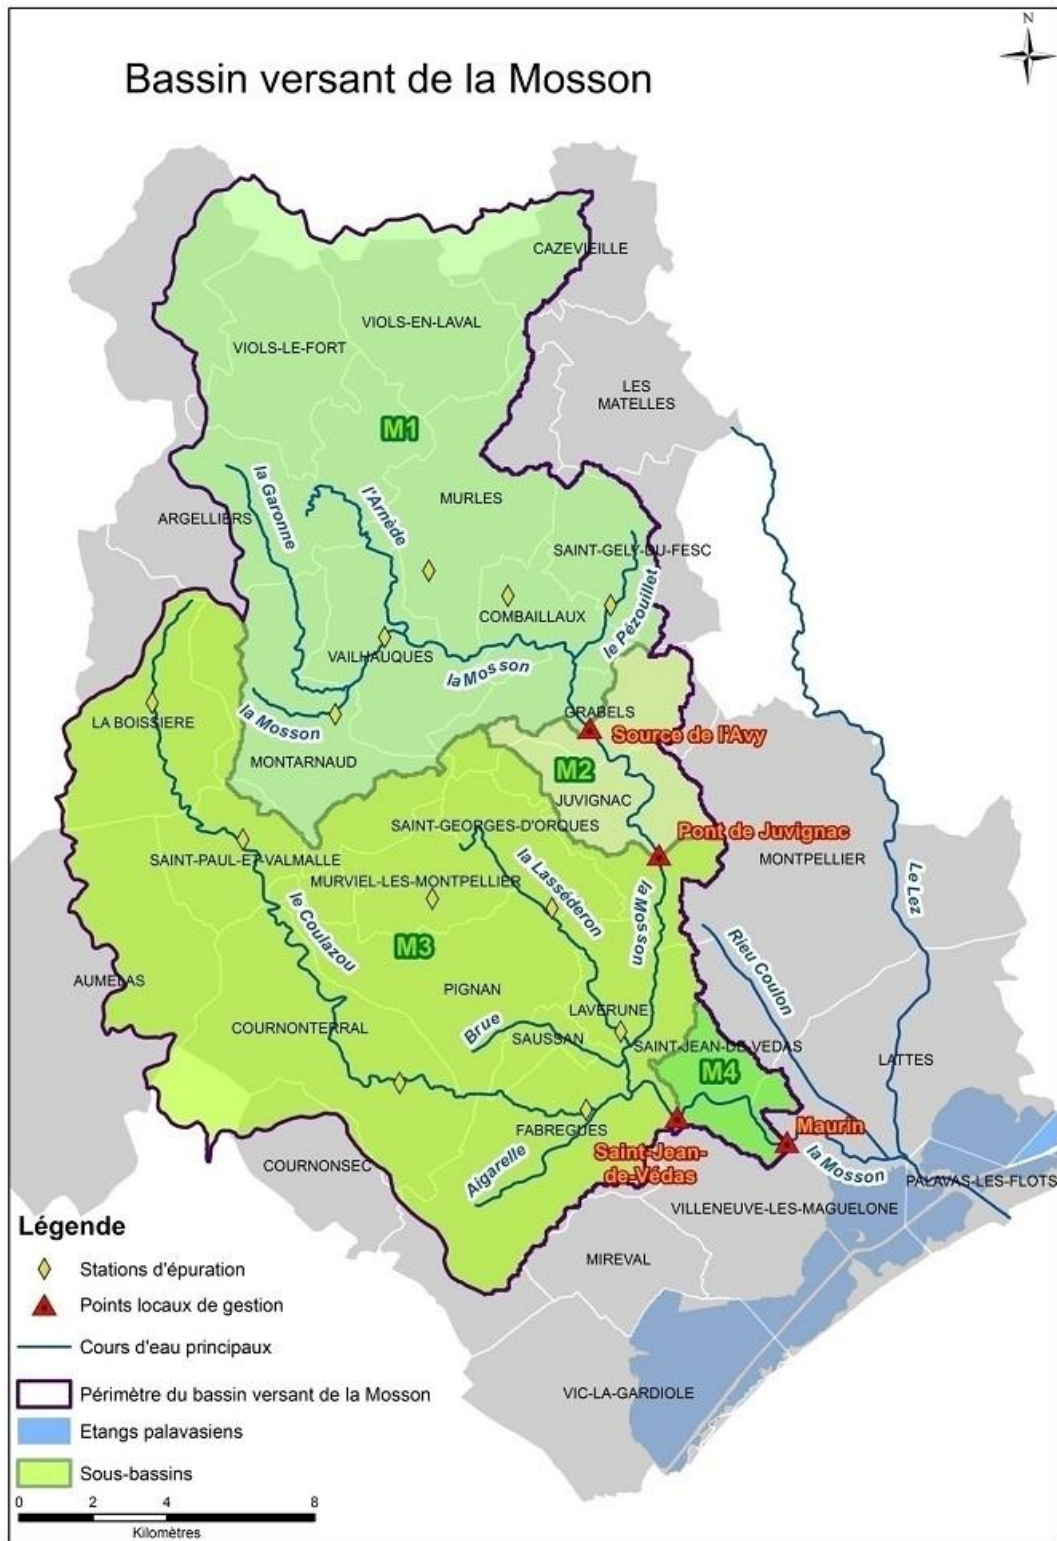 N
Bassin versant de la Mosson
CAZEVIEILLE
VIOLS-EN-LAVAL
VIOLS-LE-FORT
LES
MATELLES
M1
la Garonne
l'Arnède
MURLES
ARGELLIERS
SAINT-GELY-DU-FESC
le Pézouillet
COMBAILLAUX
VAILHAUQUES
la Mosson
la Mosson
LA BOISSIERE
GRABELS
Source de l'Avy
MONTARNAUD
M2
JUVIGNAC
SAINT-GEORGES-D'ORQUES
Pont de Juvignac
SAINT-PAUL-ET-VALMALLE
MONTPELLIER
MURVIEL-LES-MONTPELLIER
la Lasséderon
la Mosson
Le Lez
le Coulazou
M3
Rieu Coulon
AUMELAS
PIGNAN
LAVERUNE
COURNONTERRAL
Brue
SAUSSAN
SAINT-JEAN-DE-VEDAS
LATTES
M4
FABREGUES
Maurin
Saint-Jean-
de-Védas
la Mosson
COURNONSEC
Aigarelle
PALAVAS-LES-FLOTS
VILLENEUVE-LES-MAGUELONE
MIREVAL
VIC-LA-GARDIOLE
Légende
Stations d'épuration
Points locaux de gestion
Cours d'eau principaux
Périmètre du bassin versant de la Mosson
Etangs palavasiens
Sous-bassins
0 2 4 8
Kilomètres